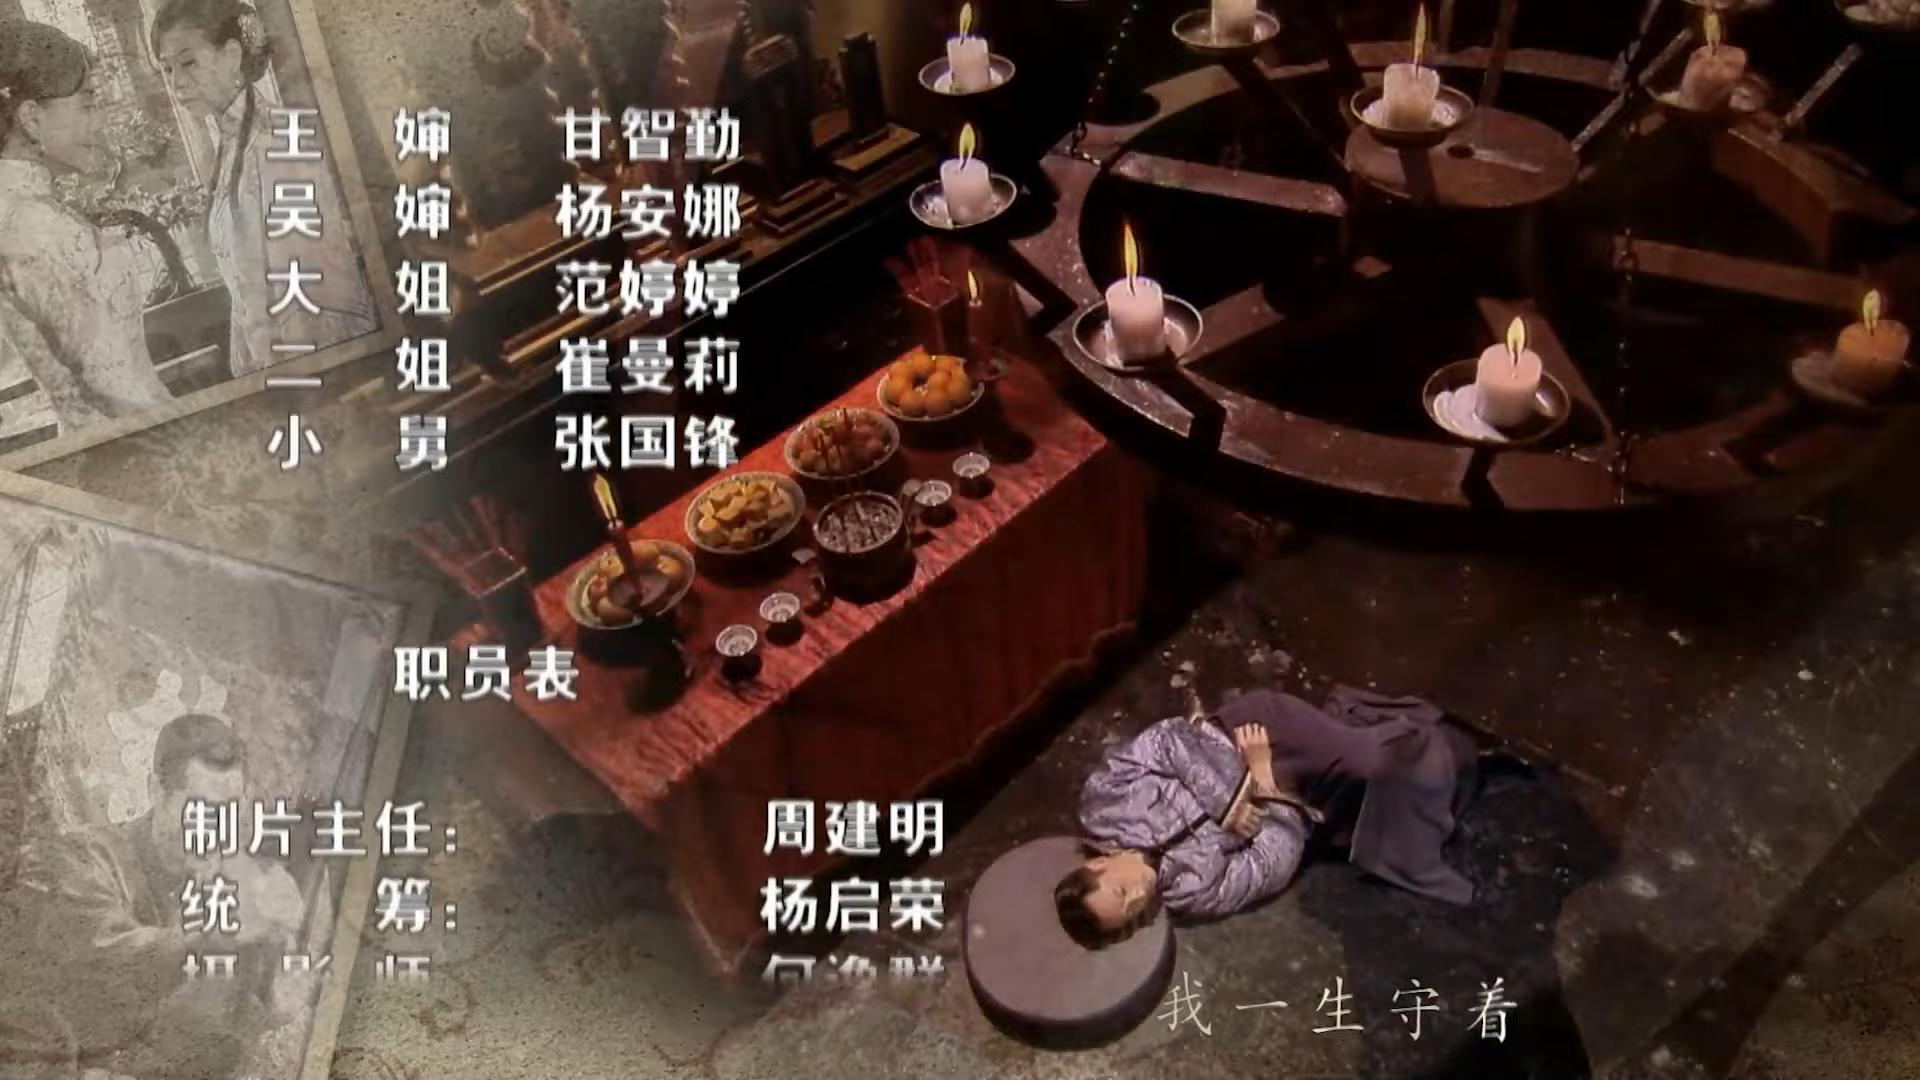 王 婶 甘智勤
吴 婶 杨安娜
大 姐 范婷婷
二 姐 崔曼莉
小 舅 张国锋
职员表
制片主任: 周建明
统 筹: 杨启荣
我一生守着